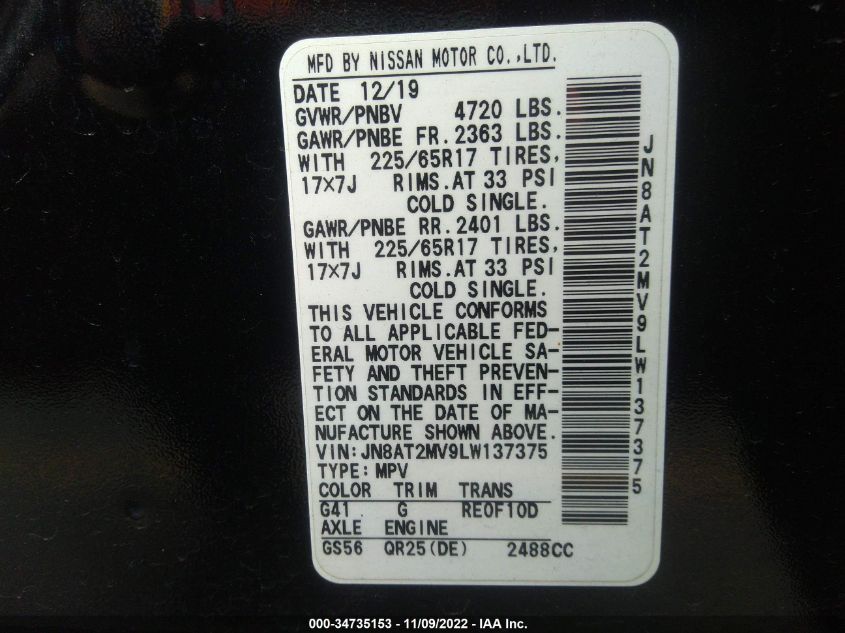 MFD BY NISSAN MOTOR CO.,LTD.
DATE 12/19
GVWR/PNBV 4720 LBS.
GAWR/PNBE FR. 2363 LBS.
WITH 225/65R17 TIRES,
17×7J RIMS. AT 33 PSI
COLD SINGLE.
GAWR/PNBE RR. 2401 LBS.
WITH 225/65R17 TIRES,
17×7J RIMS. AT 33 PSI
COLD SINGLE.
THIS VEHICLE CONFORMS
TO ALL APPLICABLE FED-
ERAL MOTOR VEHICLE SA-
FETY AND THEFT PREVEN-
TION STANDARDS IN EFF-
ECT ON THE DATE OF MA-
NUFACTURE SHOWN ABOVE.
VIN:JN8AT2MV9LW137375
TYPE:MPV
COLOR TRIM TRANS
G41 G RE0F10D
AXLE ENGINE
GS56 QR25(DE) 2488CC
JN8AT2MV9LW137375
000-34735153 - 11/09/2022 - IAA Inc.